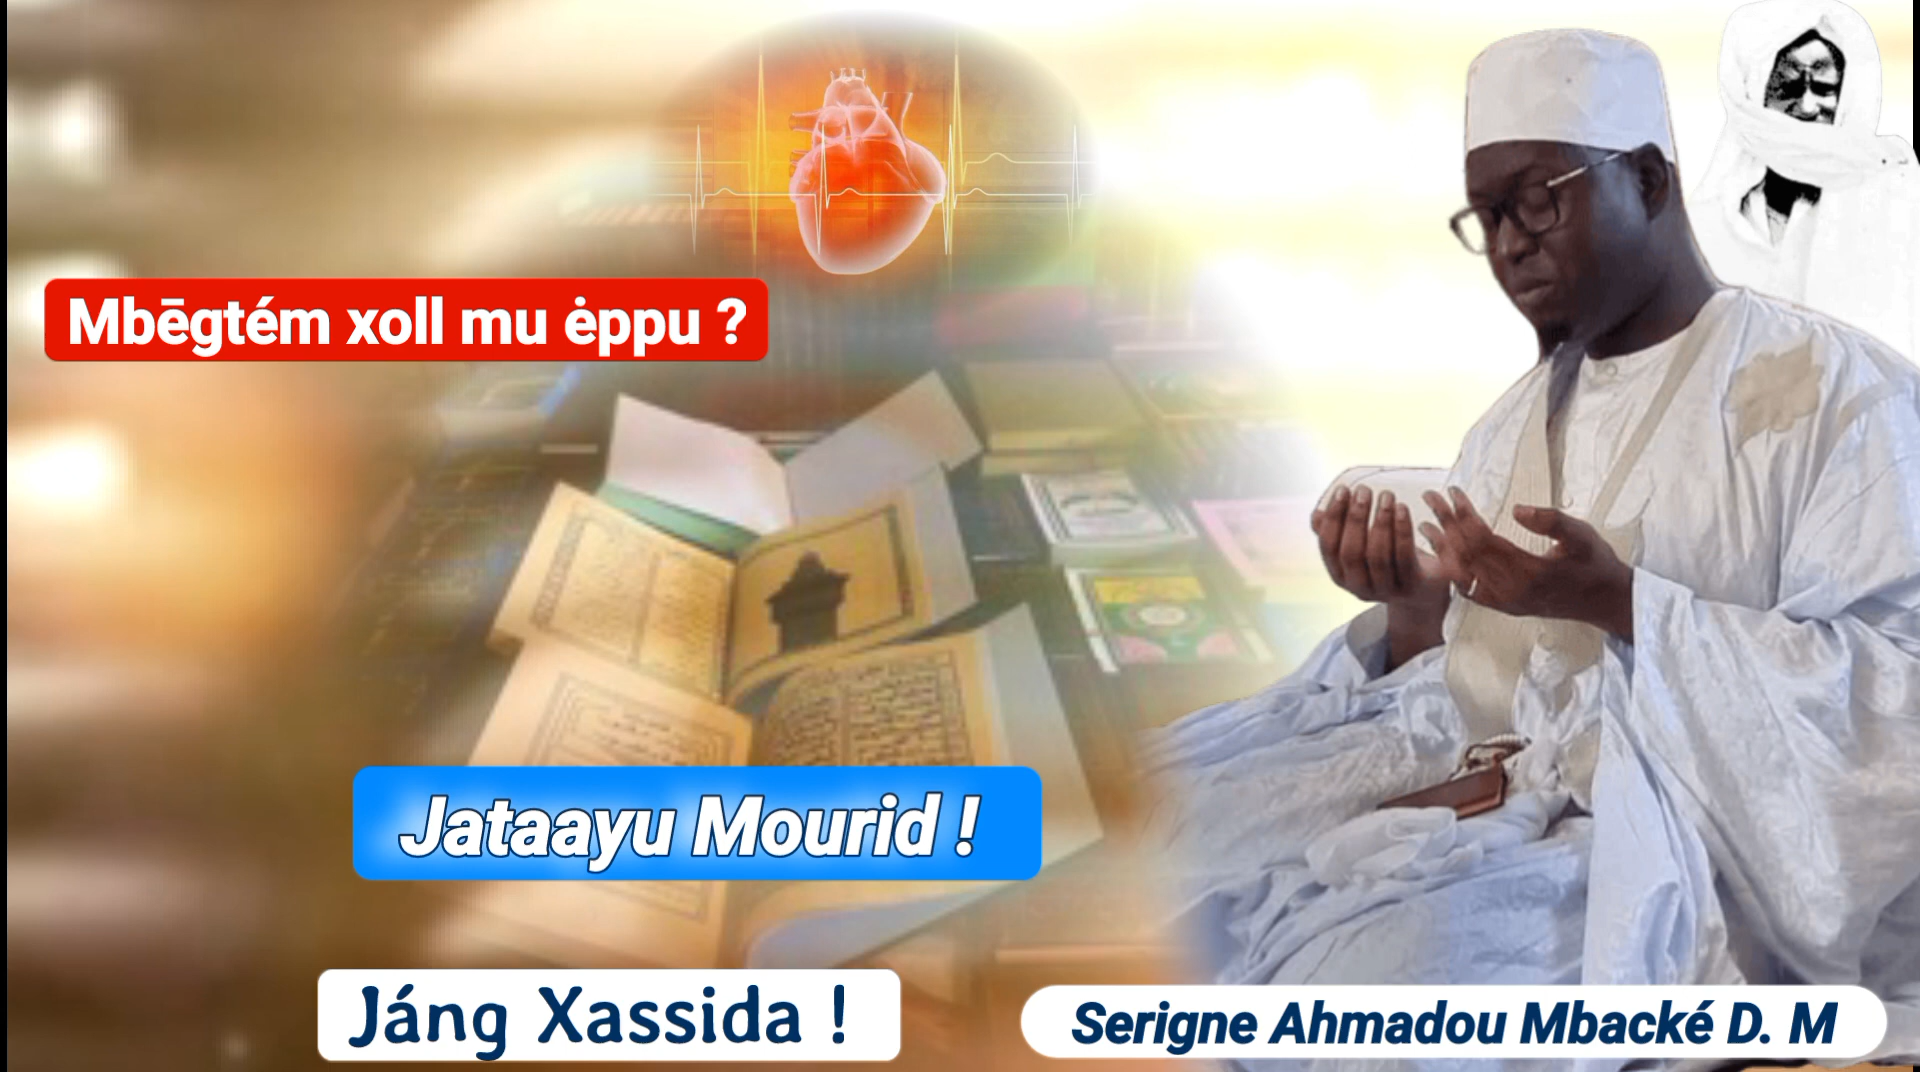 Mbēgtém xoll mu ėppu ?
Jataayu Mourid !
Jáng Xassida !
Serigne Ahmadou Mbacké D. M